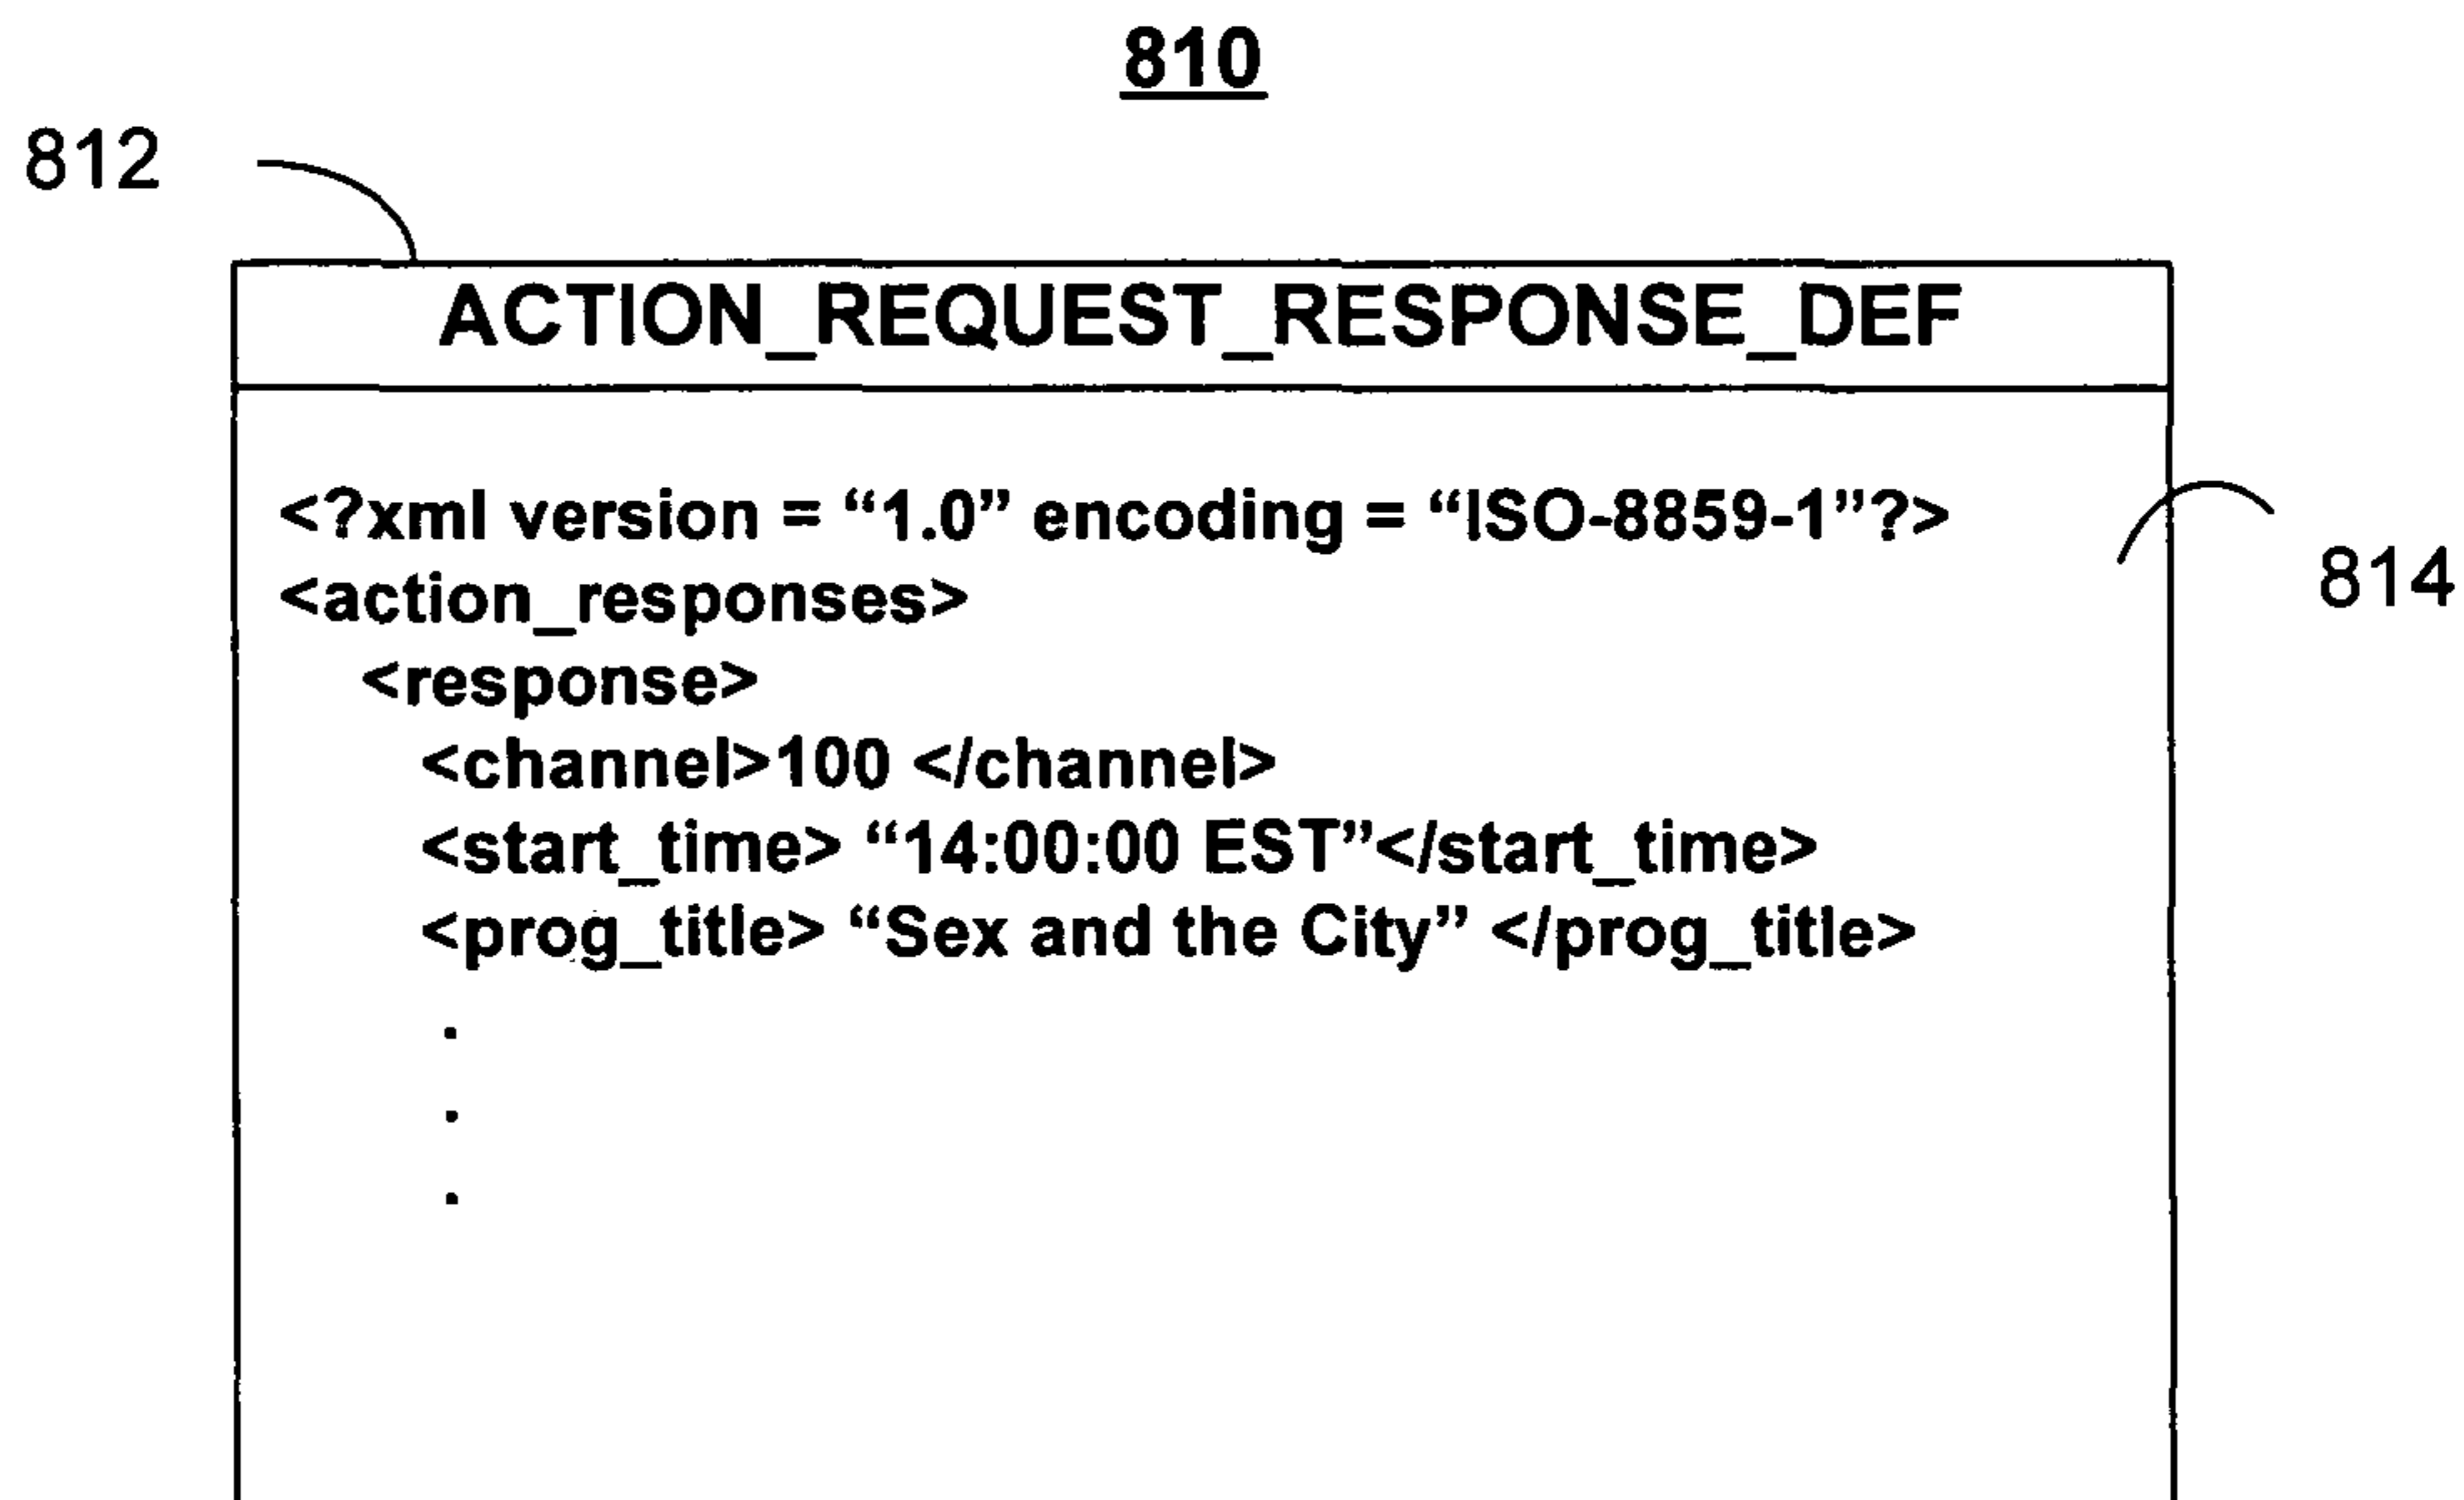 810
812
ACTION_REQUEST_RESPONSE_DEF
<?xml version = “1.0” encoding = “ISO-8859-1”?>
<action_responses>
814
<response>
<channel>100 </channel>
<start_time> “14:00:00 EST”</start_time>
<prog_title> “Sex and the City” </prog_title>
.
.
.